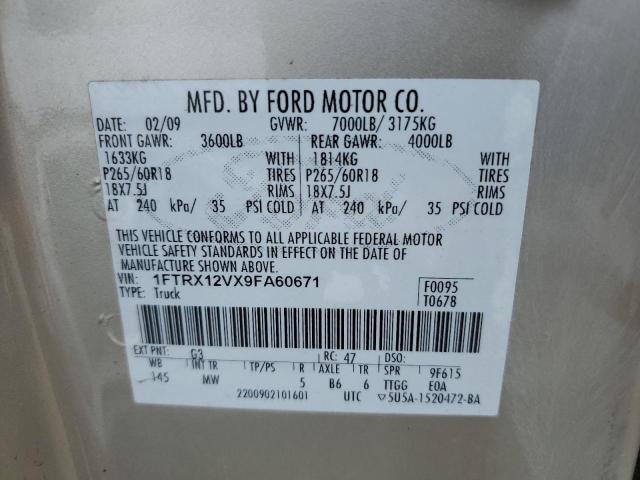 MFD. BY FORD MOTOR CO.
DATE: 02/09 GVWR: 7000LB/ 3175KG
FRONT GAWR: 3600LB REAR GAWR: 4000LB
1633KG WITH 1814KG WITH
P265/60R18 TIRES P265/60R18 TIRES
18X7.5J RIMS 18X7.5J RIMS
AT 240 kPa/ 35 PSI COLD AT 240 kPa/ 35 PSI COLD
THIS VEHICLE CONFORMS TO ALL APPLICABLE FEDERAL MOTOR
VEHICLE SAFETY STANDARDS IN EFFECT ON THE DATE OF
MANUFACTURE SHOWN ABOVE.
VIN: 1FTRX12VX9FA60671 F0095
TYPE: Truck T0678
EXT PNT: G3 RC: 47 DSO:
WB INT TR TP/PS R AXLE TR SPR 9F615
145 MW 5 B6 6 TTGG E0A
2200902101601 UTC ▽5U5A-1520472-BA